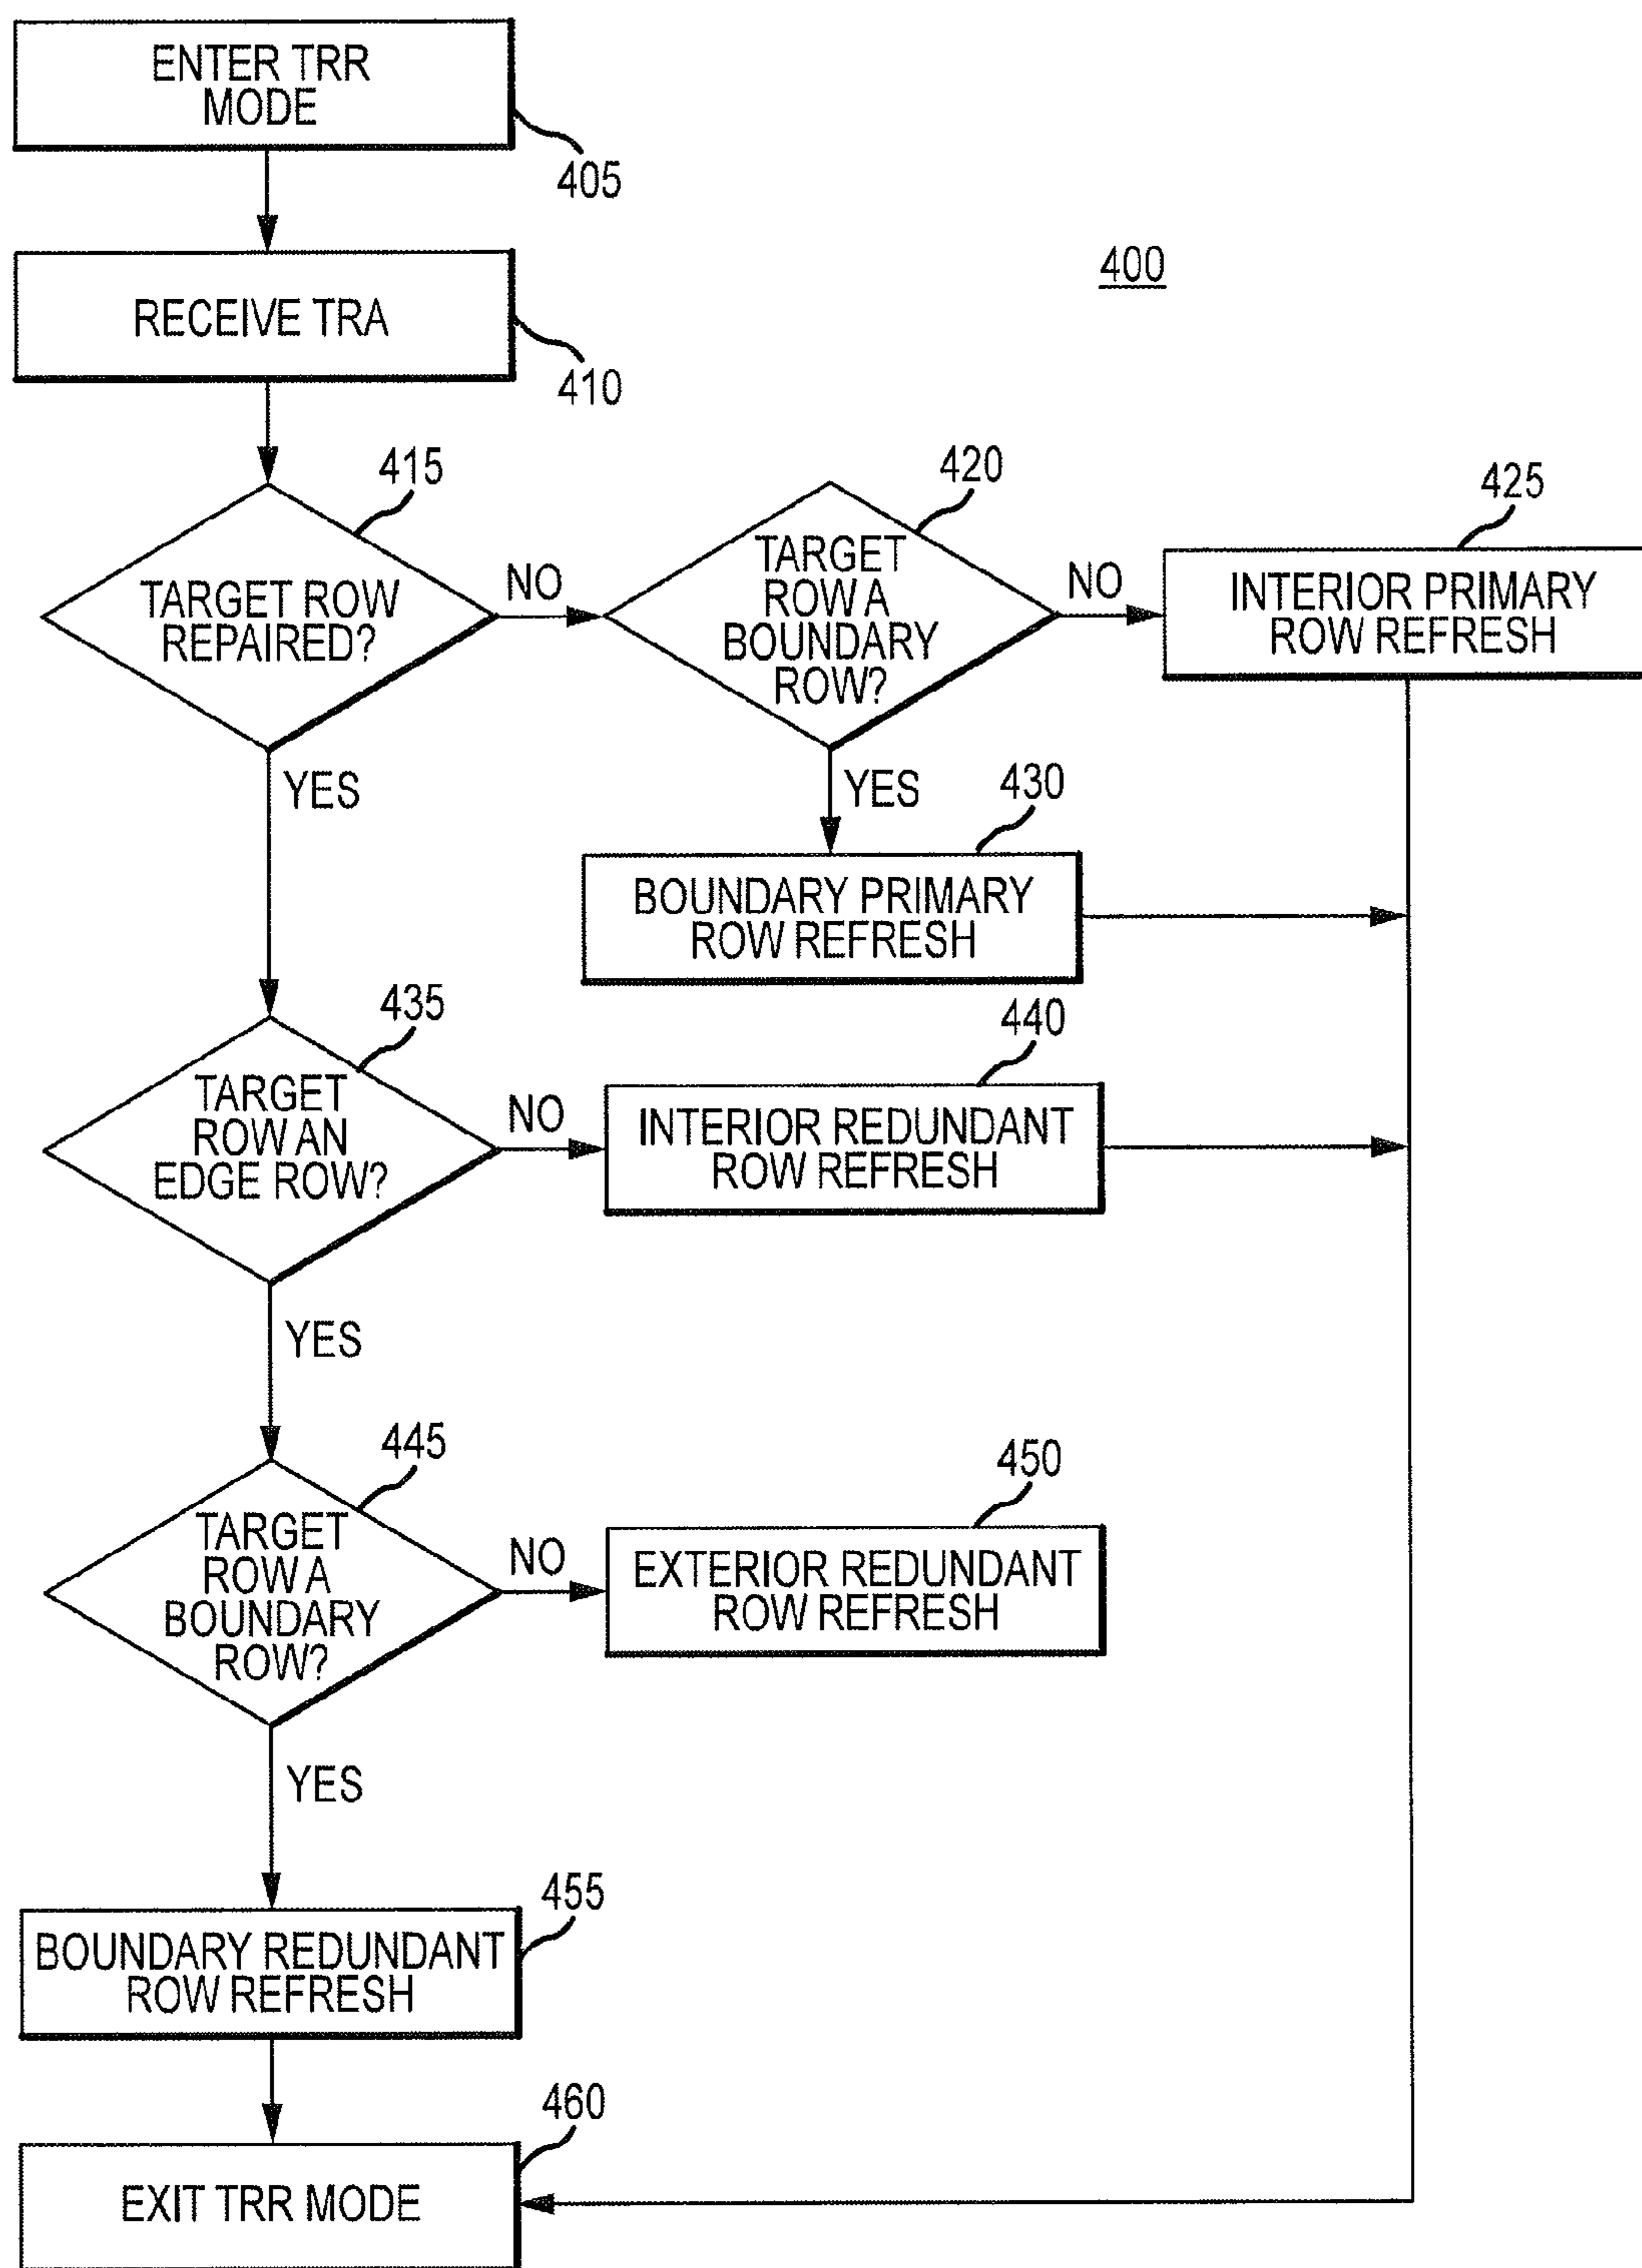 ENTER TRR
MODE
405
RECEIVE TRA
410
400
415
TARGET ROW
REPAIRED?
NO
YES
420
TARGET
ROW A
BOUNDARY
ROW?
NO
YES
425
INTERIOR PRIMARY
ROW REFRESH
430
BOUNDARY PRIMARY
ROW REFRESH
435
TARGET
ROW AN
EDGE ROW?
NO
YES
440
INTERIOR REDUNDANT
ROW REFRESH
445
TARGET
ROW A
BOUNDARY
ROW?
NO
YES
450
EXTERIOR REDUNDANT
ROW REFRESH
455
BOUNDARY REDUNDANT
ROW REFRESH
460
EXIT TRR MODE